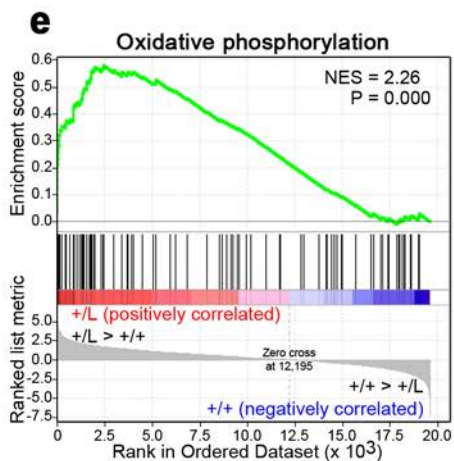 e
Oxidative phosphorylation
NES = 2.26
P = 0.000
Enrichment score
0.6
0.5
0.4
0.3
0.2
0.1
0.0
+/L (positively correlated)
+/L > +/+
Zero cross
at 12,195
+/+ > +/L
+/+ (negatively correlated)
Ranked list metric
5.0
2.5
0.0
-2.5
-5.0
-7.5
0 2.5 5.0 7.5 10.0 12.5 15.0 17.5 20.0
Rank in Ordered Dataset (x 10³)